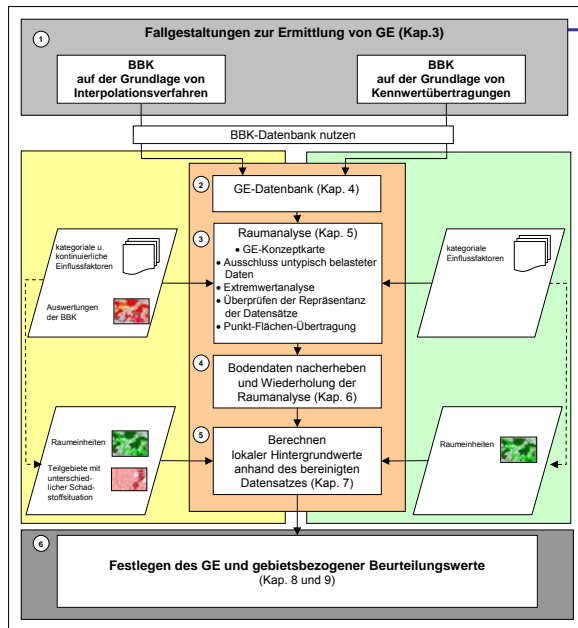 1
Fallgestaltungen zur Ermittlung von GE (Kap.3)
BBK
auf der Grundlage von
Interpolationsverfahren
BBK
auf der Grundlage von
Kennwertübertragungen
BBK-Datenbank nutzen
2
GE-Datenbank (Kap. 4)
3
Raumanalyse (Kap. 5)
• GE-Konzeptkarte
• Ausschluss untypisch belasteter
Daten
• Extremwertanalyse
• Überprüfen der Repräsentanz
der Datensätze
• Punkt-Flächen-Übertragung
kategoriale u.
kontinuierliche
Einflussfaktoren
Auswertungen
der BBK
kategoriale
Einflussfaktoren
4
Bodendaten nacherheben
und Wiederholung der
Raumanalyse (Kap. 6)
5
Berechnen
lokaler Hintergrundwerte
anhand des bereinigten
Datensatzes (Kap. 7)
Raumeinheiten
Teilgebiete mit
unterschied-
licher Schad-
stoffsituation
Raumeinheiten
6
Festlegen des GE und gebietsbezogener Beurteilungswerte
(Kap. 8 und 9)